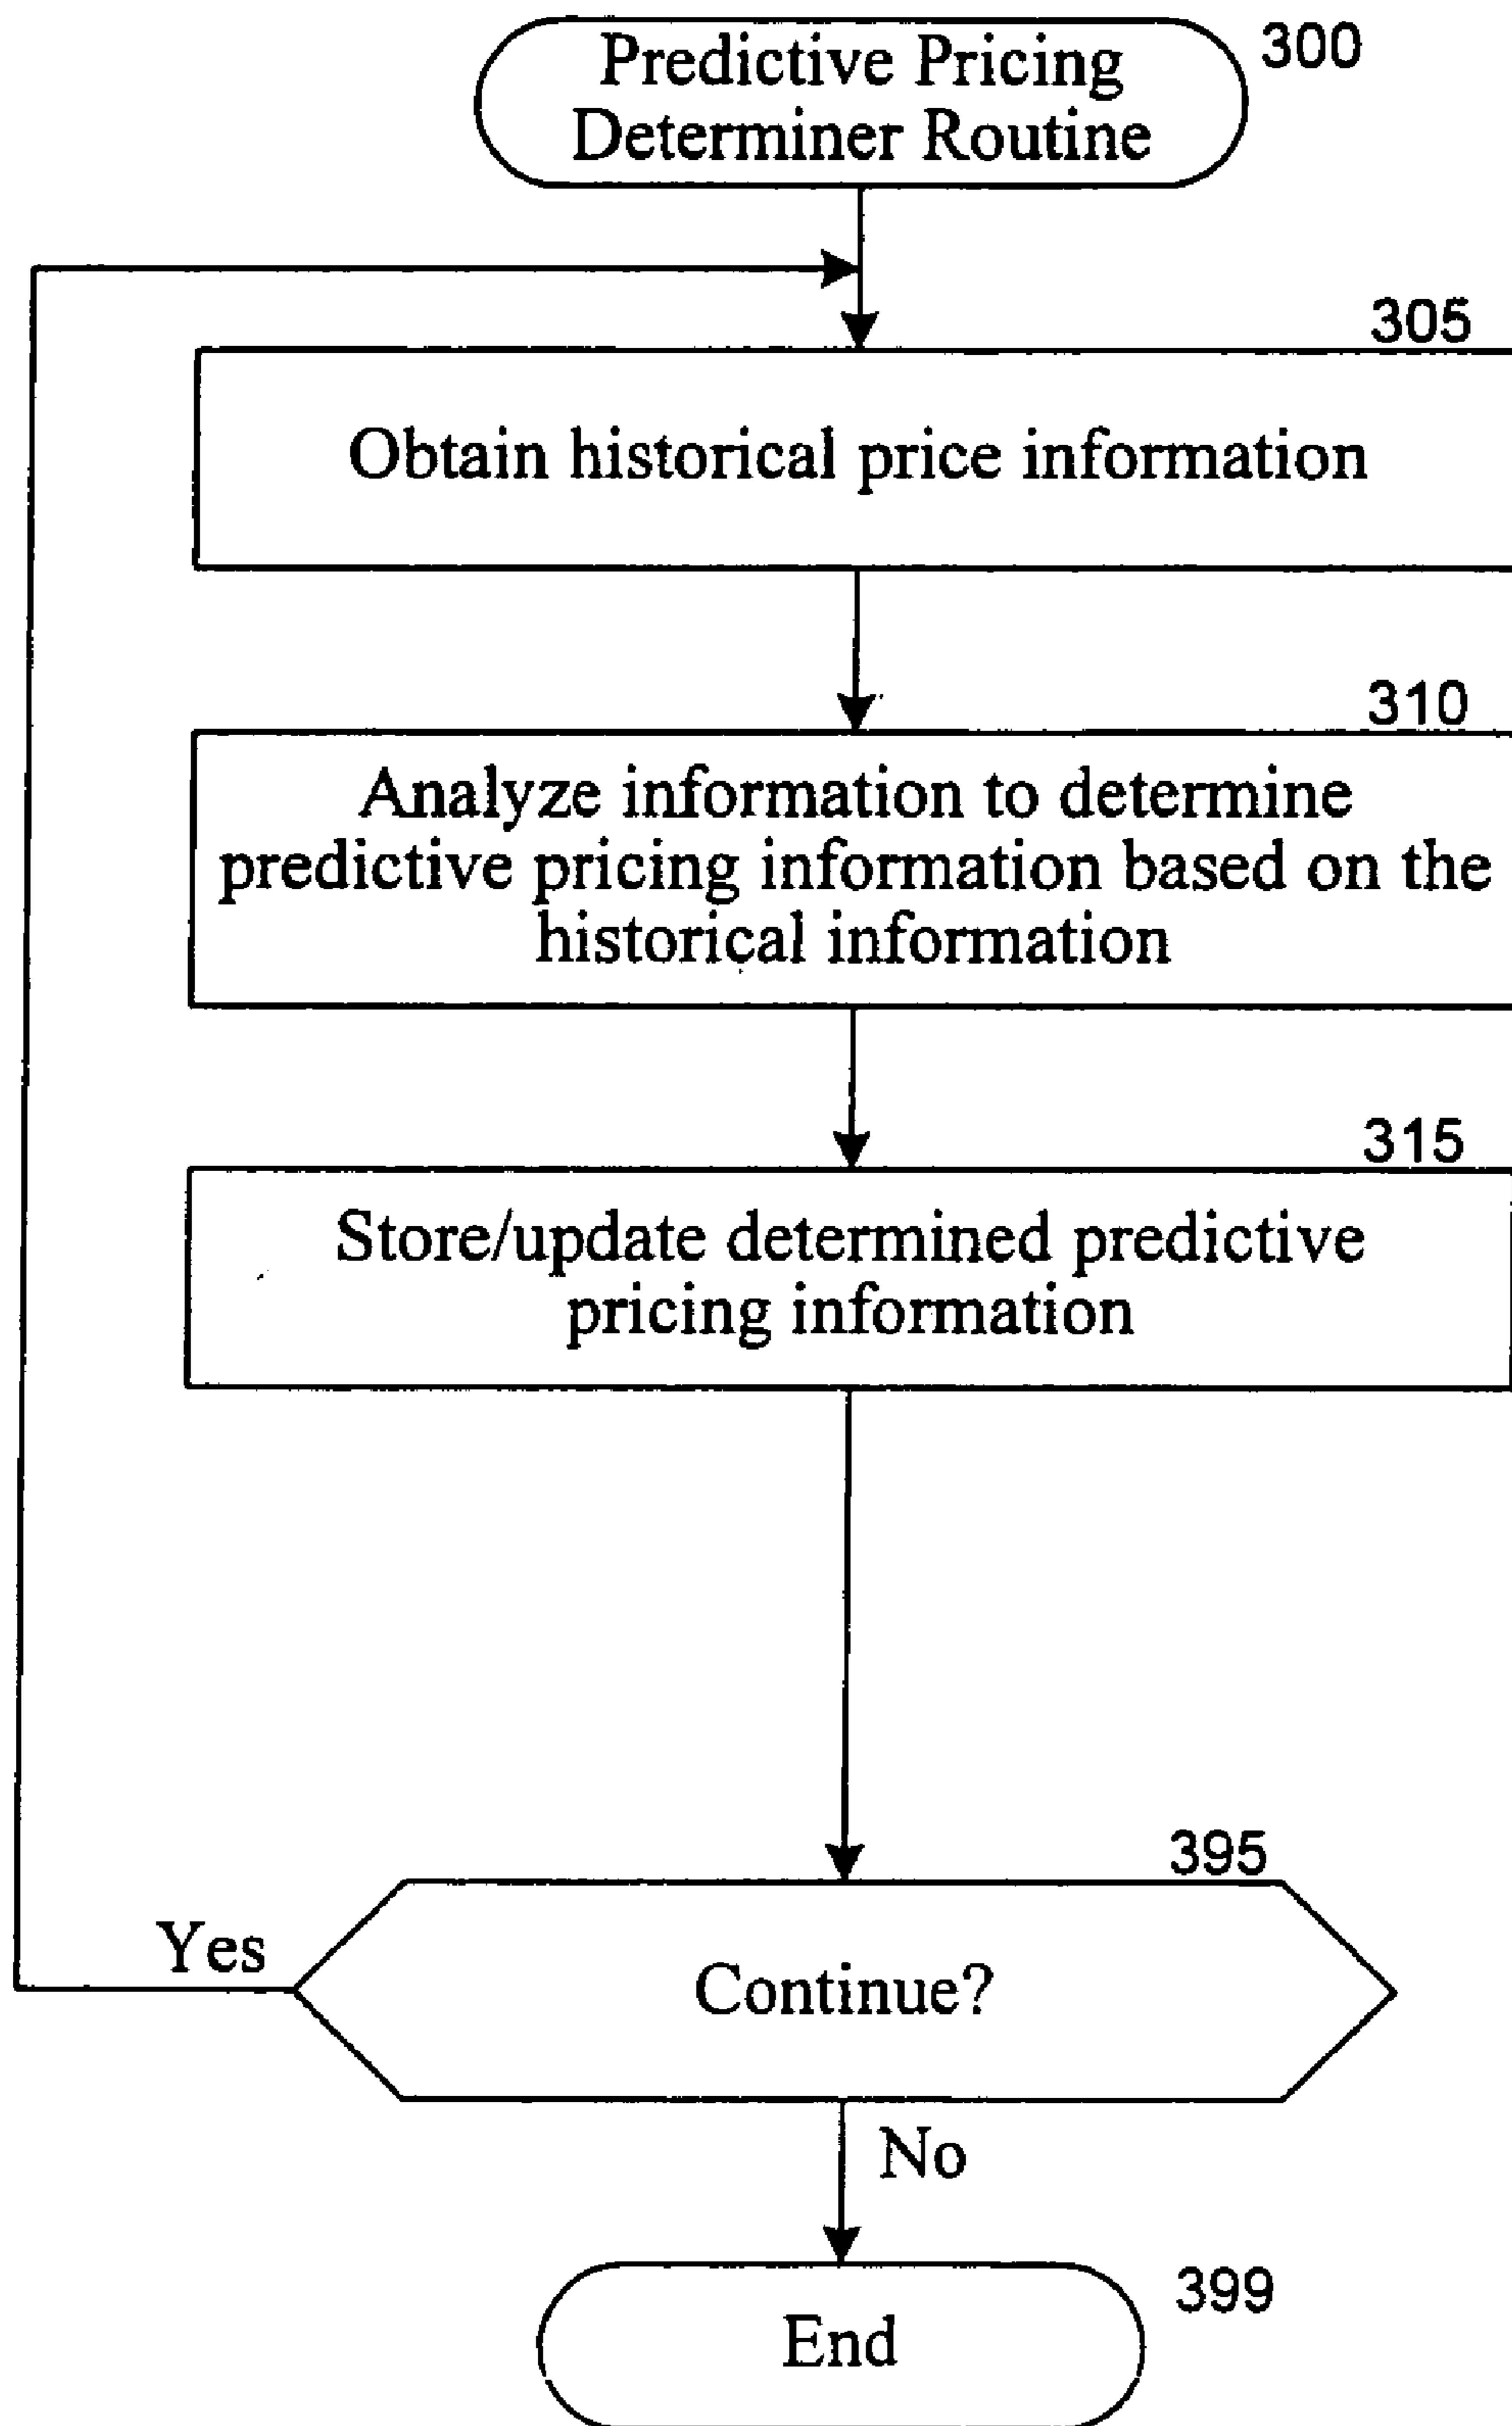 Predictive Pricing
Determiner Routine
300
305
Obtain historical price information
310
Analyze information to determine
predictive pricing information based on the
historical information
315
Store/update determined predictive
pricing information
395
Yes
Continue?
No
399
End